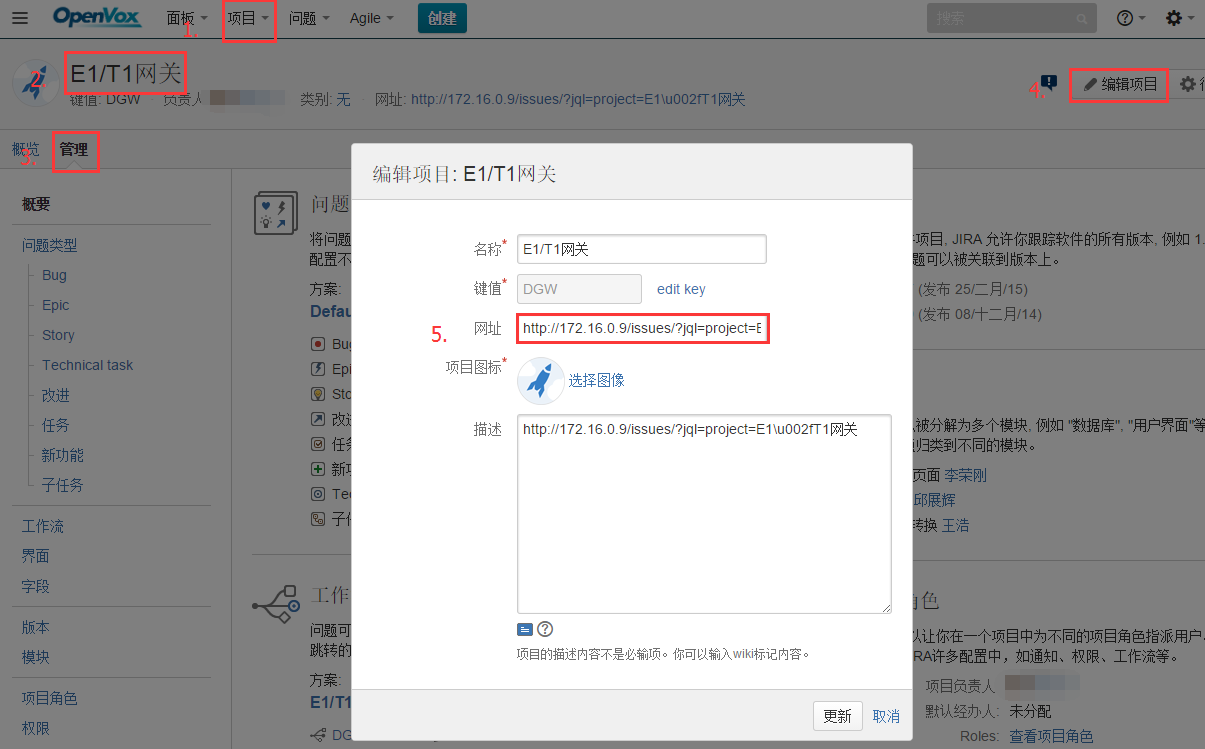 OpenVox 面板 项目 问题 Agile 创建 搜索
1.
2.
E1/T1网关
键值: DGW 负责人 类别: 无 网址: http://172.16.0.9/issues/?jql=project=E1\u002fT1网关
4.
编辑项目
概览 管理
3.
编辑项目: E1/T1网关
概要
问题类型
Bug
Epic
Story
Technical task
改进
任务
新功能
子任务
工作流
界面
字段
版本
模块
项目角色
权限
问题
将问题
配置不
方案:
Defau
Bu
Epi
Sto
改
任
新
Te
子
工作
问题可
跳转的
方案:
E1/T1
DG
名称*
E1/T1网关
键值*
DGW
edit key
5.
网址
http://172.16.0.9/issues/?jql=project=E
项目图标*
选择图像
描述
http://172.16.0.9/issues/?jql=project=E1\u002fT1网关
项目的描述内容不是必输项。你可以输入wiki标记内容。
更新 取消
项目, JIRA 允许你跟踪软件的所有版本, 例如 1.
题可以被关联到版本上。
(发布 25/二月/15)
(发布 08/十二月/14)
被分解为多个模块, 例如 "数据库", "用户界面"等
归类到不同的模块。
页面 李荣刚
邱展辉
转换 王浩
角色
以让你在一个项目中为不同的项目角色指派用户、
RA许多配置中，如通知、权限、工作流等。
项目负责人
默认经办人: 未分配
Roles: 查看项目角色